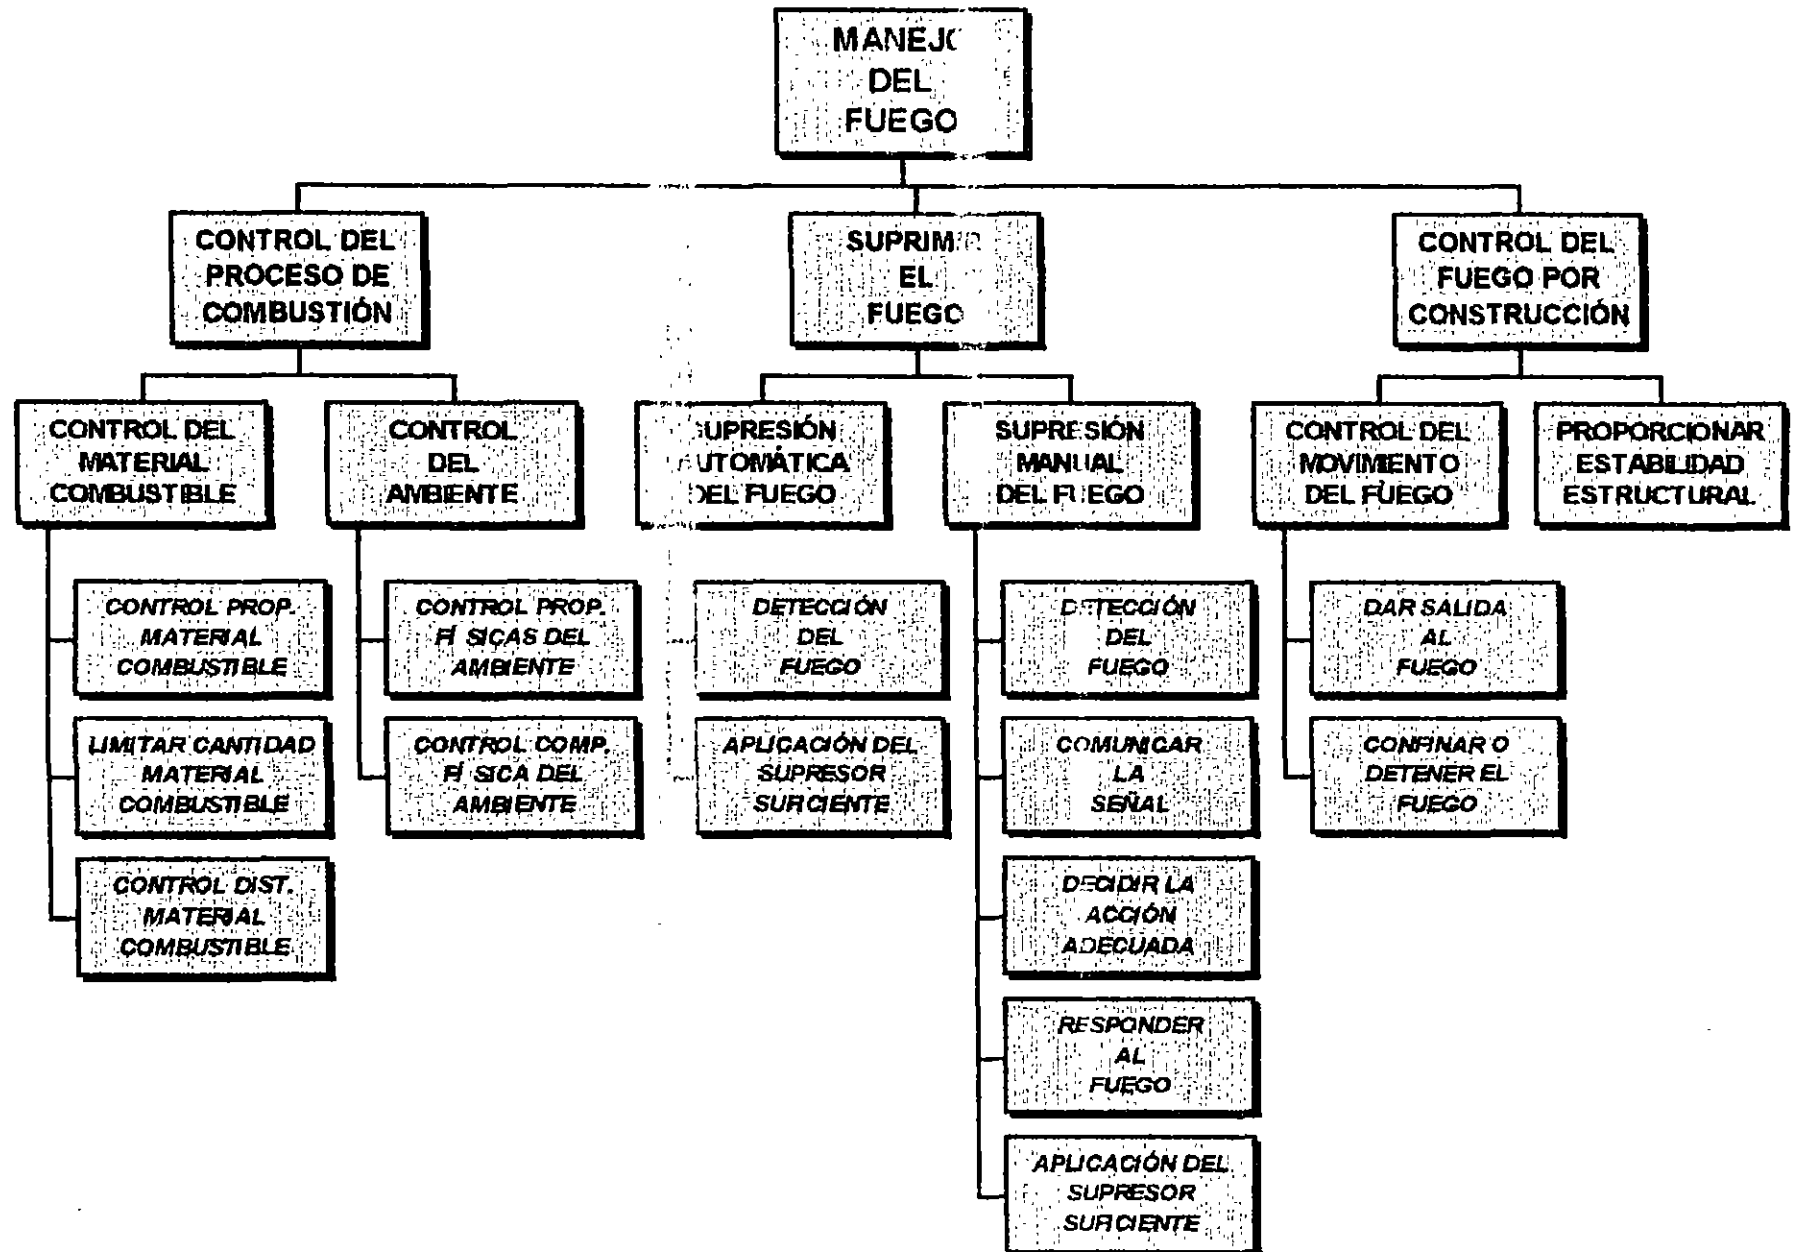 MANEJO
DEL
FUEGO
CONTROL DEL
PROCESO DE
COMBUSTIÓN
SUPRIMIR
EL
FUEGO
CONTROL DEL
FUEGO POR
CONSTRUCCIÓN
CONTROL DEL
MATERIAL
COMBUSTIBLE
CONTROL
DEL
AMBIENTE
SUPRESIÓN
AUTOMÁTICA
DEL FUEGO
SUPRESIÓN
MANUAL
DEL FUEGO
CONTROL DEL
MOVIMIENTO
DEL FUEGO
PROPORCIONAR
ESTABILIDAD
ESTRUCTURAL
CONTROL PROP.
MATERIAL
COMBUSTIBLE
LIMITAR CANTIDAD
MATERIAL
COMBUSTIBLE
CONTROL DIST.
MATERIAL
COMBUSTIBLE
CONTROL PROP.
FÍSICAS DEL
AMBIENTE
CONTROL COMP.
FÍSICA DEL
AMBIENTE
DETECCIÓN
DEL
FUEGO
APLICACIÓN DEL
SUPRESOR
SUFICIENTE
DETECCIÓN
DEL
FUEGO
COMUNICAR
LA
SEÑAL
DECIDIR LA
ACCIÓN
ADECUADA
RESPONDER
AL
FUEGO
APLICACIÓN DEL
SUPRESOR
SUFICIENTE
DAR SALIDA
AL
FUEGO
CONFINAR O
DETENER EL
FUEGO